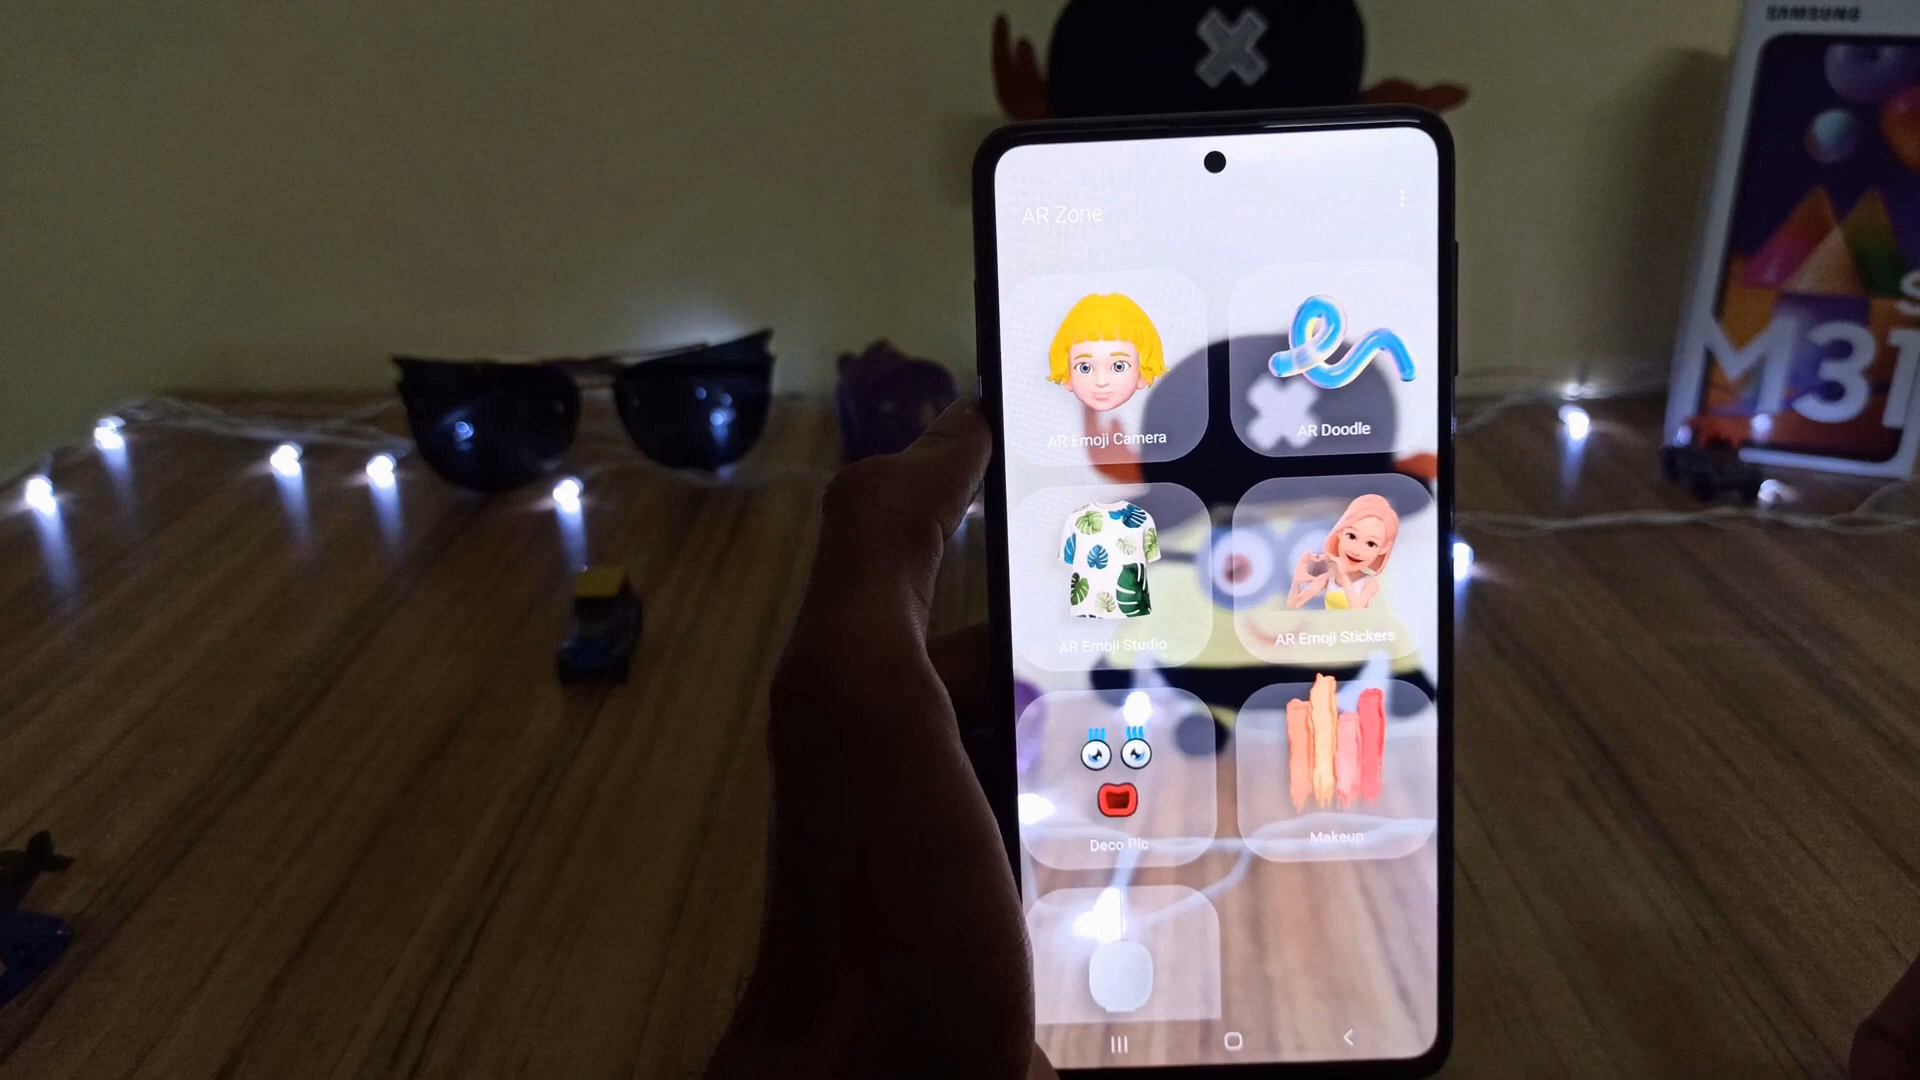 SAMSUNG
AR Zone
AR Emoji Camera
AR Doodle
AR Emoji Studio
AR Emoji Stickers
Deco Pic
Makeup
M31